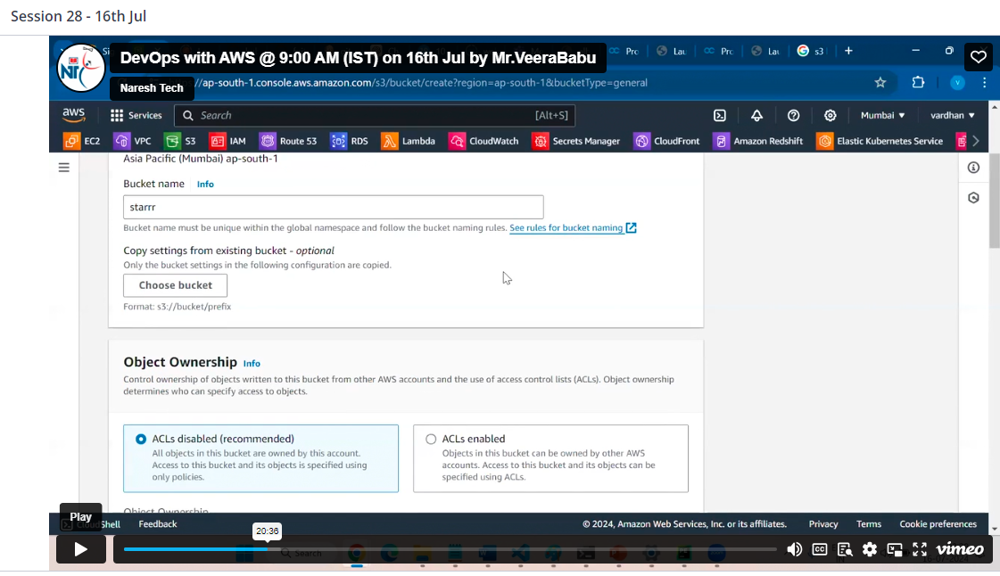 Session 28 - 16th Jul
DevOps with AWS @ 9:00 AM (IST) on 16th Jul by Mr.VeeraBabu
Pro
Lau
Pro
Lau
s3
Naresh Tech
//ap-south-1.console.aws.amazon.com/s3/bucket/create?region=ap-south-1&bucketType=general
aws
Services
Search
[Alt+S]
Mumbai
vardhan
EC2
VPC
S3
IAM
Route 53
RDS
Lambda
CloudWatch
Secrets Manager
CloudFront
Amazon Redshift
Elastic Kubernetes Service
Asia Pacific (Mumbai) ap-south-1
Bucket name Info
starrr
Bucket name must be unique within the global namespace and follow the bucket naming rules. See rules for bucket naming
Copy settings from existing bucket - optional
Only the bucket settings in the following configuration are copied.
Choose bucket
Format: s3://bucket/prefix
Object Ownership Info
Control ownership of objects written to this bucket from other AWS accounts and the use of access control lists (ACLs). Object ownership
determines who can specify access to objects.
ACLs disabled (recommended)
All objects in this bucket are owned by this account.
Access to this bucket and its objects is specified using
only policies.
ACLs enabled
Objects in this bucket can be owned by other AWS
accounts. Access to this bucket and its objects can be
specified using ACLs.
Object Ownership
Play
CloudShell
Feedback
© 2024, Amazon Web Services, Inc. or its affiliates.
Privacy
Terms
Cookie preferences
20:36
Search
CC
vimeo